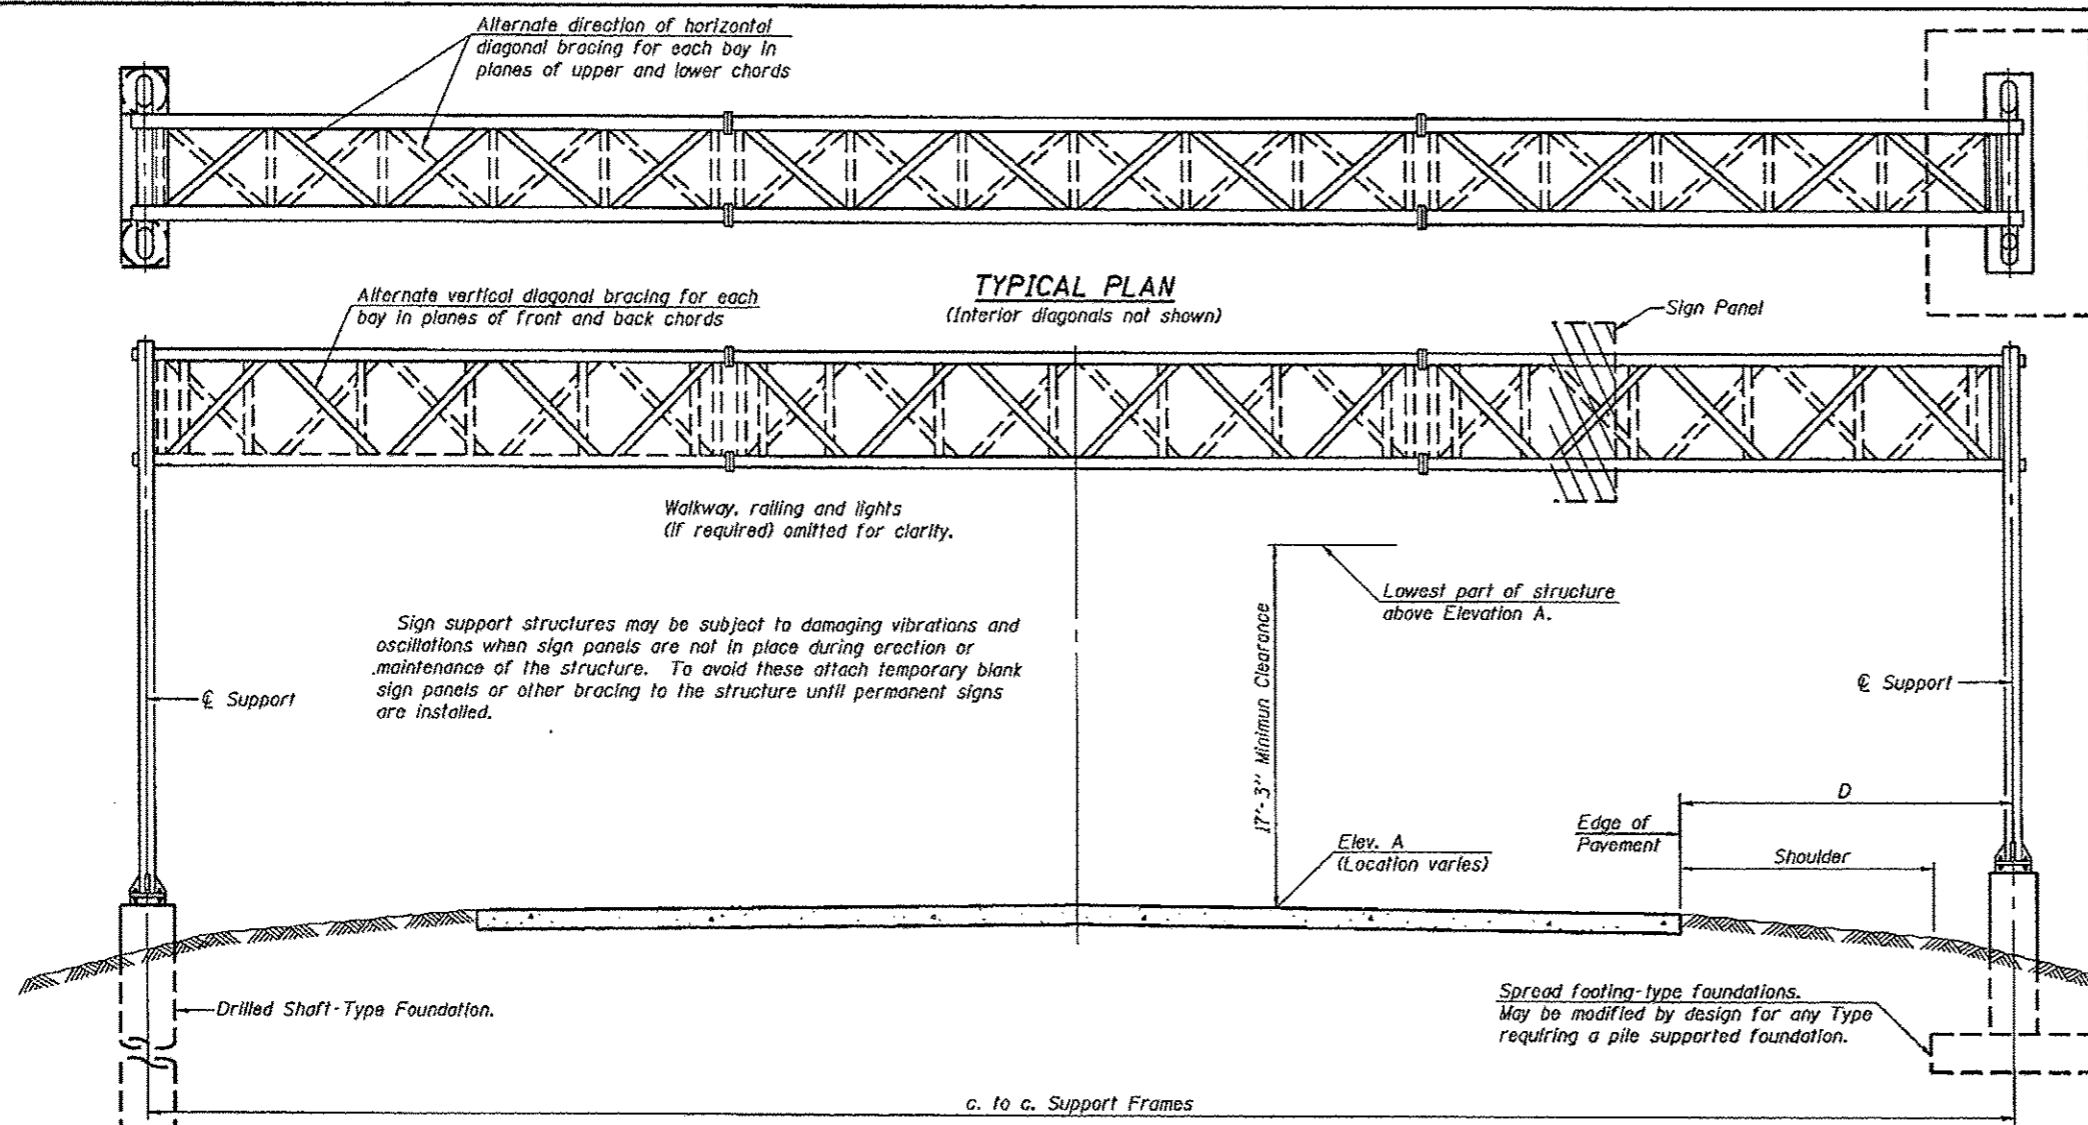 Alternate direction of horizontal
diagonal bracing for each bay in
planes of upper and lower chords
TYPICAL PLAN
(Interior diagonals not shown)
Alternate vertical diagonal bracing for each
bay in planes of front and back chords
Sign Panel
Walkway, railing and lights
(if required) omitted for clarity.
Lowest part of structure
above Elevation A.
Sign support structures may be subject to damaging vibrations and
oscillations when sign panels are not in place during erection or
maintenance of the structure. To avoid these attach temporary blank
sign panels or other bracing to the structure until permanent signs
are installed.
℄ Support
℄ Support
17'-3" Minimun Clearance
D
Edge of
Pavement
Shoulder
Elev. A
(Location varies)
Drilled Shaft-Type Foundation.
Spread footing-type foundations.
May be modified by design for any Type
requiring a pile supported foundation.
c. to c. Support Frames